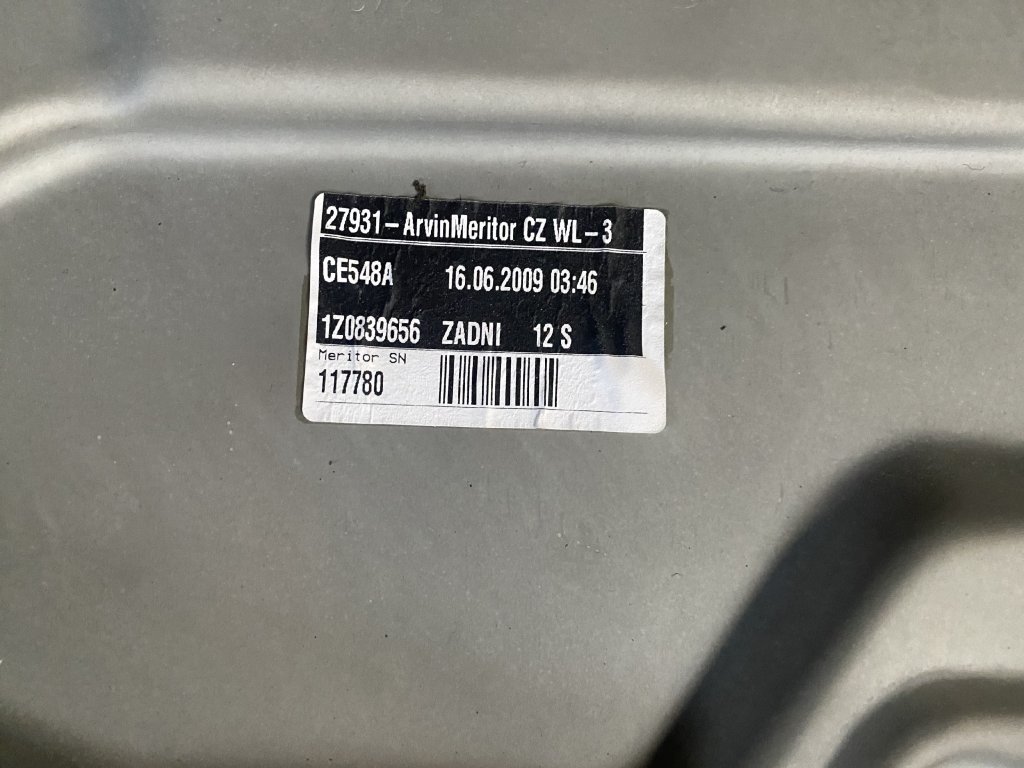 27931-ArvinMeritor CZ WL-3
CE548A 16.06.2009 03:46
1Z0839656 ZADNI 12 S
Meritor SN
117780